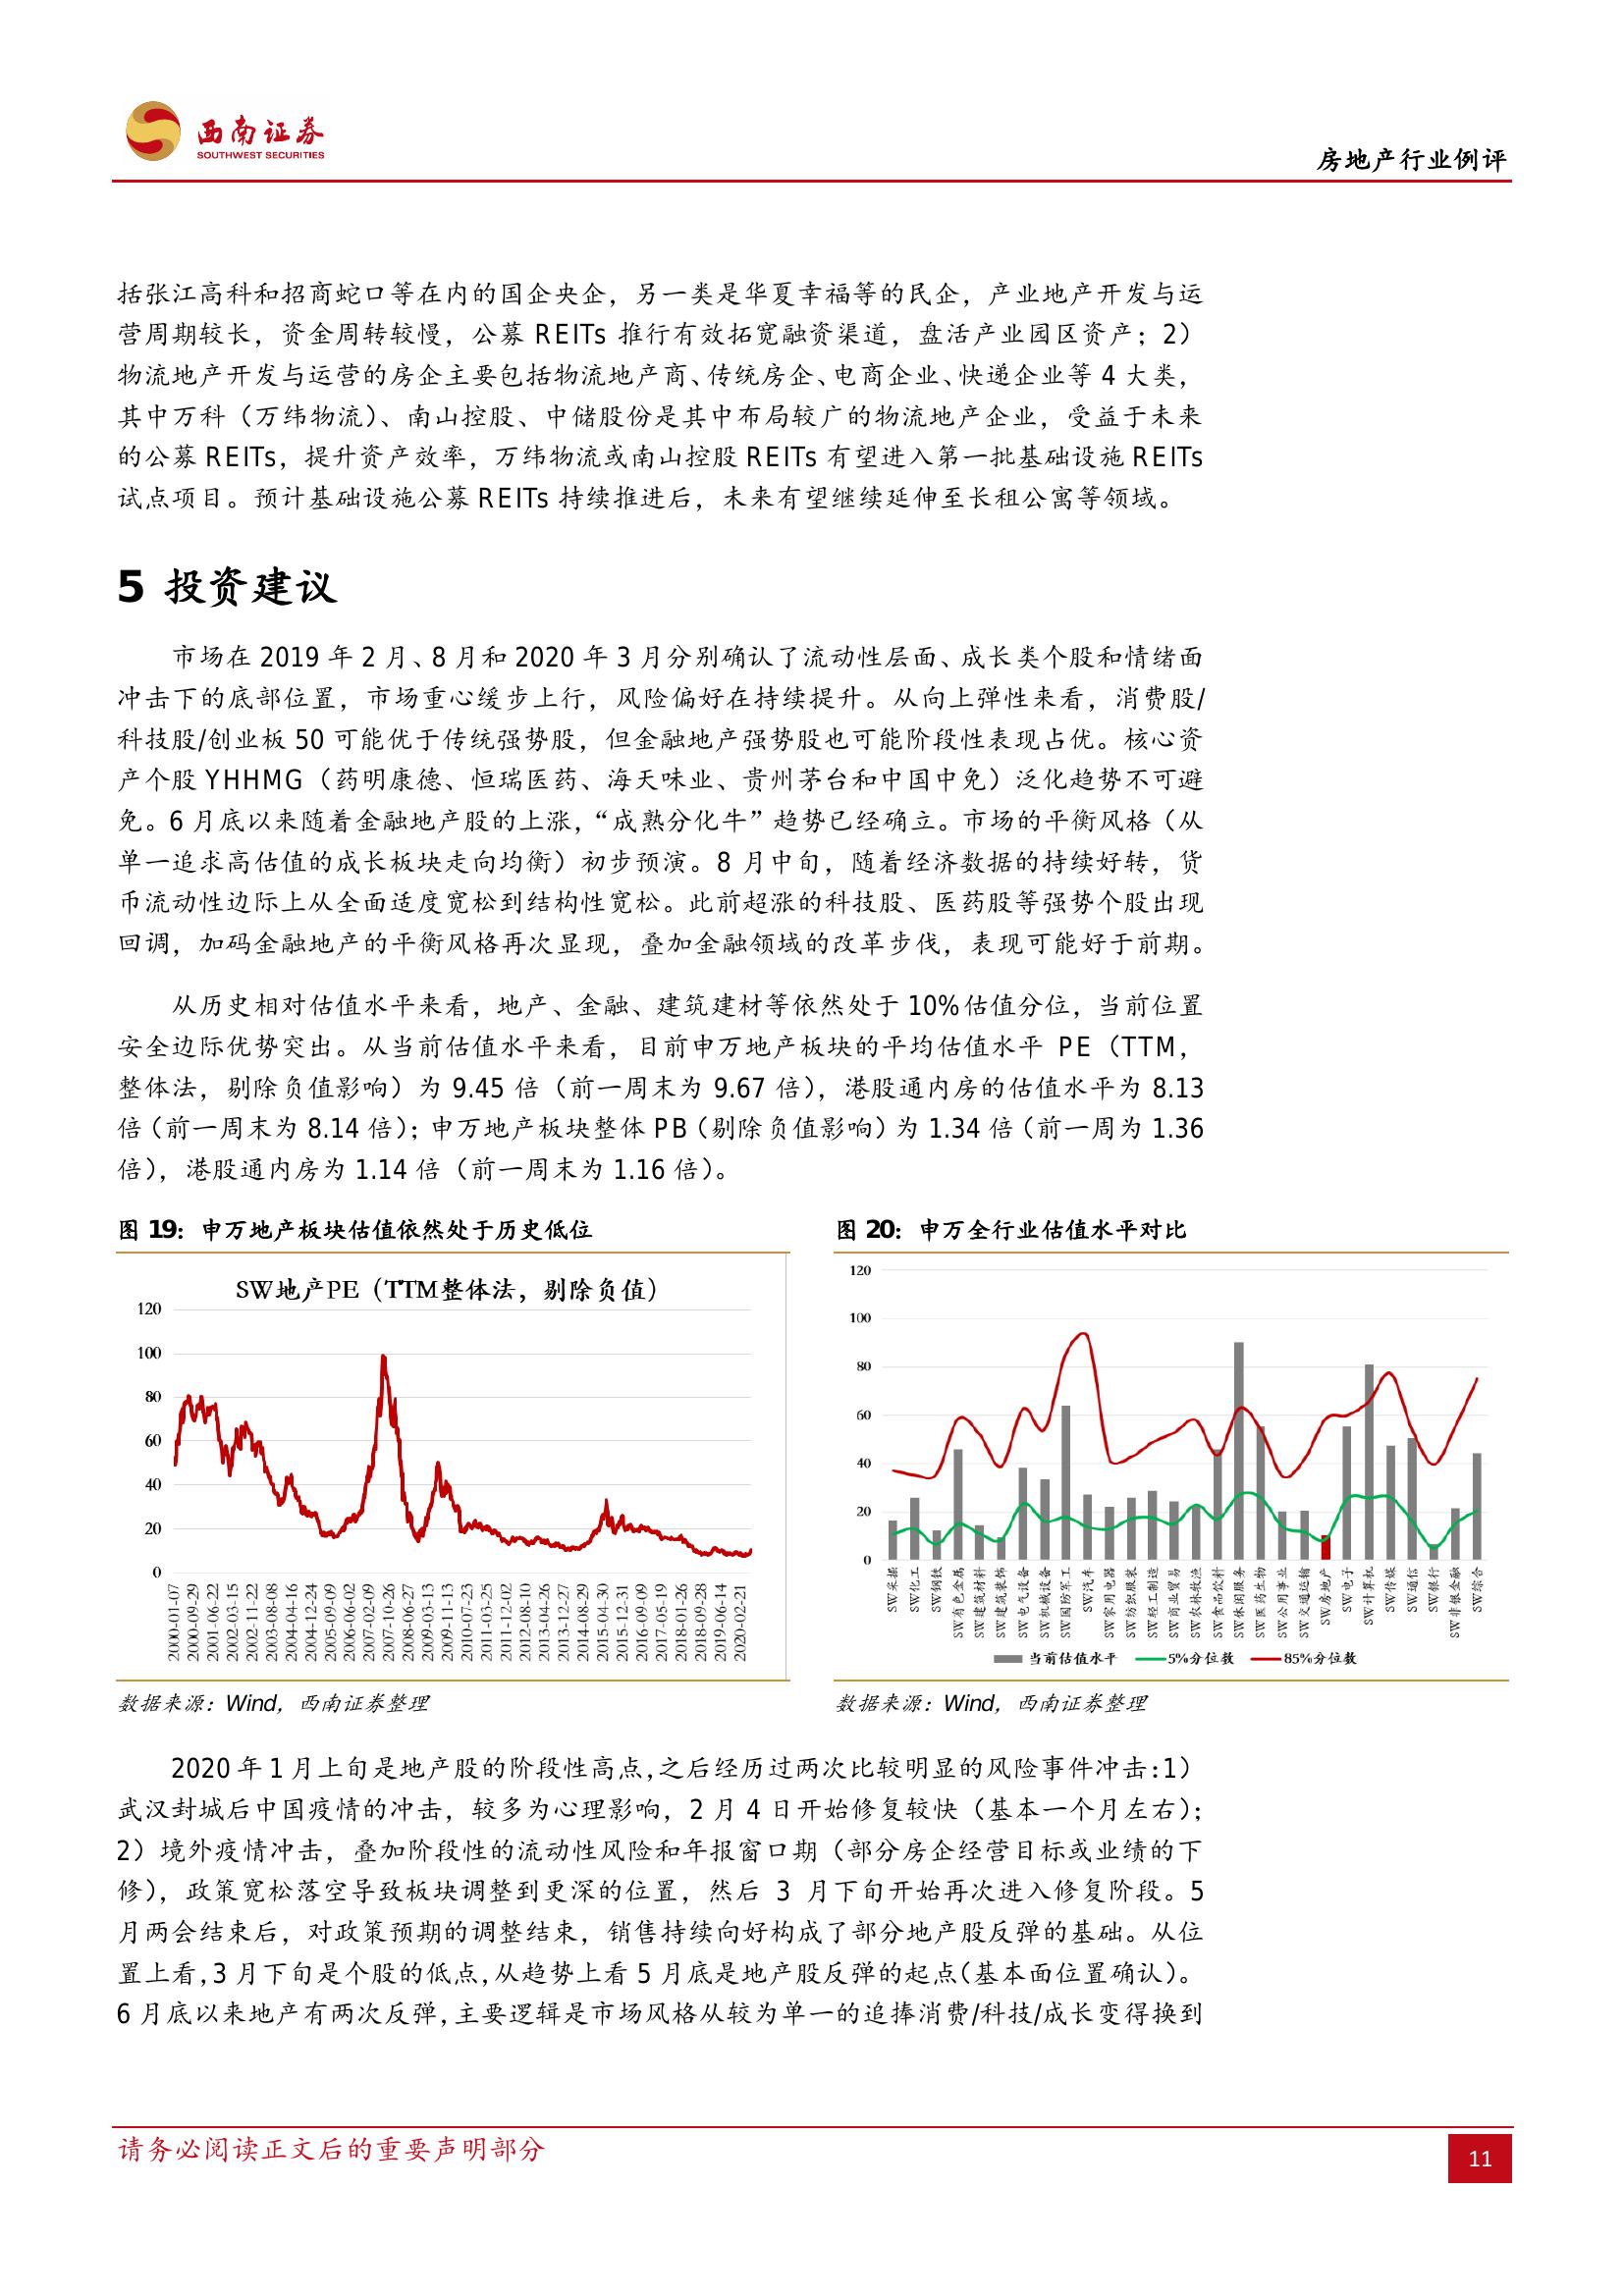 西南证券
SOUTHWEST SECURITIES
房地产行业例评
括张江高科和招商蛇口等在内的国企央企，另一类是华夏幸福等的民企，产业地产开发与运
营周期较长，资金周转较慢，公募 REITs 推行有效拓宽融资渠道，盘活产业园区资产；2）
物流地产开发与运营的房企主要包括物流地产商、传统房企、电商企业、快递企业等 4 大类，
其中万科（万纬物流）、南山控股、中储股份是其中布局较广的物流地产企业，受益于未来
的公募 REITs，提升资产效率，万纬物流或南山控股 REITs 有望进入第一批基础设施 REITs
试点项目。预计基础设施公募 REITs 持续推进后，未来有望继续延伸至长租公寓等领域。
5 投资建议
市场在 2019 年 2 月、8 月和 2020 年 3 月分别确认了流动性层面、成长类个股和情绪面
冲击下的底部位置，市场重心缓步上行，风险偏好在持续提升。从向上弹性来看，消费股/
科技股/创业板 50 可能优于传统强势股，但金融地产强势股也可能阶段性表现占优。核心资
产个股 YHHMG（药明康德、恒瑞医药、海天味业、贵州茅台和中国中免）泛化趋势不可避
免。6 月底以来随着金融地产股的上涨，“成熟分化牛”趋势已经确立。市场的平衡风格（从
单一追求高估值的成长板块走向均衡）初步预演。8 月中旬，随着经济数据的持续好转，货
币流动性边际上从全面适度宽松到结构性宽松。此前超涨的科技股、医药股等强势个股出现
回调，加码金融地产的平衡风格再次显现，叠加金融领域的改革步伐，表现可能好于前期。
从历史相对估值水平来看，地产、金融、建筑建材等依然处于 10%估值分位，当前位置
安全边际优势突出。从当前估值水平来看，目前申万地产板块的平均估值水平 PE（TTM，
整体法，剔除负值影响）为 9.45 倍（前一周末为 9.67 倍），港股通内房的估值水平为 8.13
倍（前一周末为 8.14 倍）；申万地产板块整体 PB（剔除负值影响）为 1.34 倍（前一周为 1.36
倍），港股通内房为 1.14 倍（前一周末为 1.16 倍）。
图 19：申万地产板块估值依然处于历史低位
SW地产PE（TTM整体法，剔除负值）
120
100
80
60
40
20
0
2000-01-07
2000-09-29
2001-06-22
2002-03-15
2002-11-22
2003-08-08
2004-04-16
2004-12-24
2005-09-09
2006-06-02
2007-02-09
2007-10-26
2008-06-27
2009-03-13
2009-11-13
2010-07-23
2011-03-25
2011-12-02
2012-08-10
2013-04-26
2013-12-27
2014-08-29
2015-04-30
2015-12-31
2016-09-09
2017-05-19
2018-01-26
2018-09-28
2019-06-14
2020-02-21
数据来源：Wind，西南证券整理
图 20：申万全行业估值水平对比
120
100
80
60
40
20
0
SW采掘
SW化工
SW钢铁
SW有色金属
SW建筑材料
SW建筑装饰
SW电气设备
SW机械设备
SW国防军工
SW汽车
SW家用电器
SW纺织服装
SW轻工制造
SW商业贸易
SW农林牧渔
SW食品饮料
SW休闲服务
SW医药生物
SW公用事业
SW交通运输
SW房地产
SW电子
SW计算机
SW传媒
SW通信
SW银行
SW非银金融
SW综合
当前估值水平
5%分位数
85%分位数
数据来源：Wind，西南证券整理
2020 年 1 月上旬是地产股的阶段性高点，之后经历过两次比较明显的风险事件冲击：1）
武汉封城后中国疫情的冲击，较多为心理影响，2 月 4 日开始修复较快（基本一个月左右）；
2）境外疫情冲击，叠加阶段性的流动性风险和年报窗口期（部分房企经营目标或业绩的下
修），政策宽松落空导致板块调整到更深的位置，然后 3 月下旬开始再次进入修复阶段。5
月两会结束后，对政策预期的调整结束，销售持续向好构成了部分地产股反弹的基础。从位
置上看，3 月下旬是个股的低点，从趋势上看 5 月底是地产股反弹的起点（基本面位置确认）。
6 月底以来地产有两次反弹，主要逻辑是市场风格从较为单一的追捧消费/科技/成长变得换到
请务必阅读正文后的重要声明部分
11